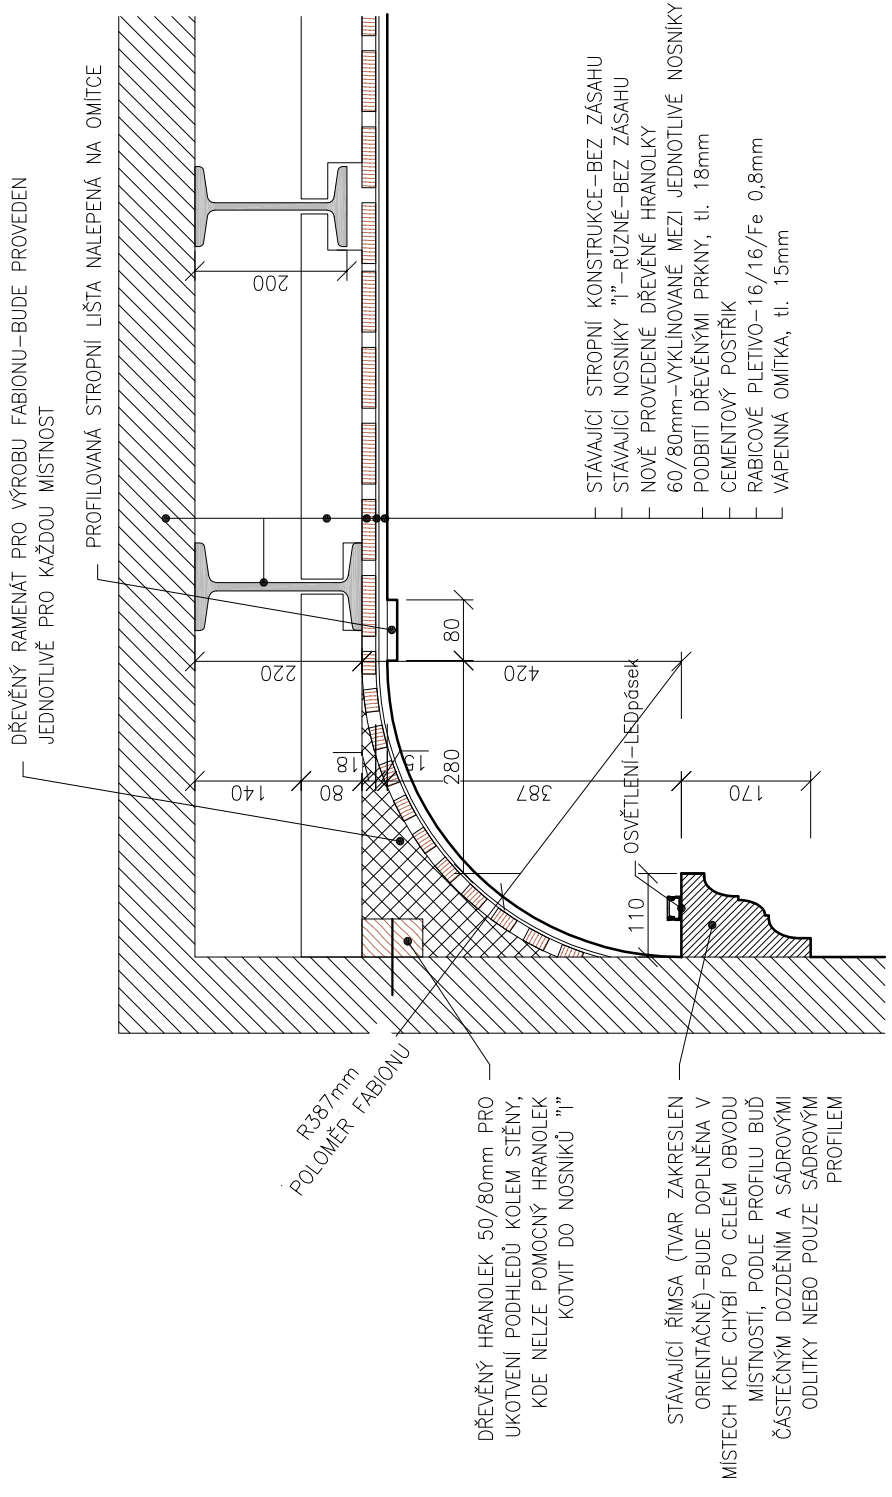 DŘEVĚNÝ RAMENÁT PRO VÝROBU FABIONU-BUDE PROVEDEN
JEDNOTLIVĚ PRO KAŽDOU MÍSTNOST
PROFILOVANÁ STROPNÍ LIŠTA NALEPENÁ NA OMÍTCE
200
220
140
80
18
15
280
80
420
387
170
110
OSVĚTLENÍ-LEDpásek
R387mm
POLOMĚR FABIONU
STÁVAJÍCÍ STROPNÍ KONSTRUKCE-BEZ ZÁSAHU
STÁVAJÍCÍ NOSNÍKY "I"-RŮZNÉ-BEZ ZÁSAHU
NOVĚ PROVEDENÉ DŘEVĚNÉ HRANOLKY
60/80mm-VYKLÍNOVANÉ MEZI JEDNOTLIVÉ NOSNÍKY
PODBITÍ DŘEVĚNÝMI PRKNY, tl. 18mm
CEMENTOVÝ POSTŘIK
RABICOVÉ PLETIVO-16/16/Fe 0,8mm
VÁPENNÁ OMÍTKA, tl. 15mm
DŘEVĚNÝ HRANOLEK 50/80mm PRO
UKOTVENÍ PODHLEDŮ KOLEM STĚNY,
KDE NELZE POMOCNÝ HRANOLEK
KOTVIT DO NOSNÍKŮ "I"
STÁVAJÍCÍ ŘÍMSA (TVAR ZAKRESLEN
ORIENTAČNĚ)-BUDE DOPLNĚNA V
MÍSTECH KDE CHYBÍ PO CELÉM OBVODU
MÍSTNOSTÍ, PODLE PROFILU BUĎ
ČÁSTEČNÝM DOZDĚNÍM A SÁDROVÝMI
ODLITKY NEBO POUZE SÁDROVÝM
PROFILEM